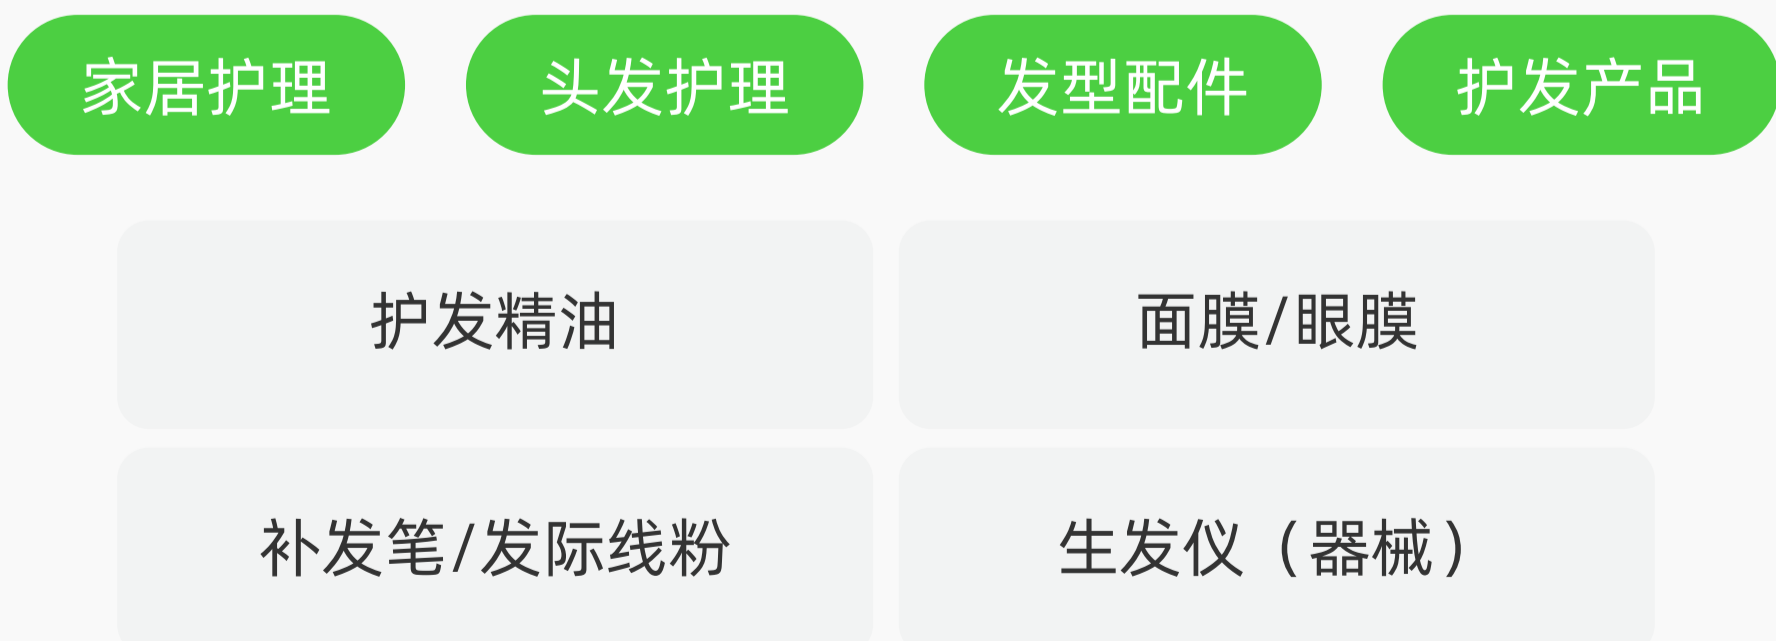 家居护理 头发护理 发型配件 护发产品
护发精油 面膜/眼膜
补发笔/发际线粉 生发仪（器械）